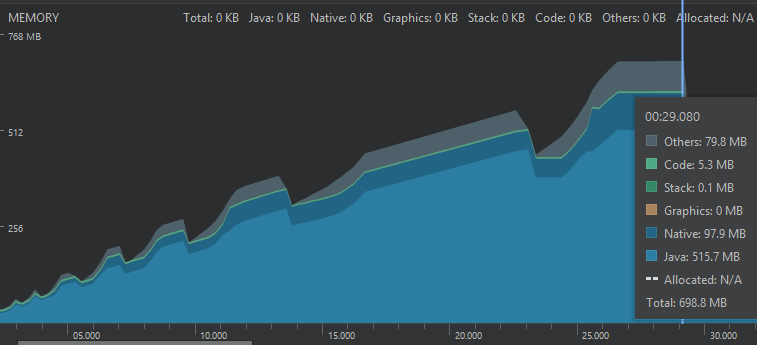 MEMORY Total: 0 KB Java: 0 KB Native: 0 KB Graphics: 0 KB Stack: 0 KB Code: 0 KB Others: 0 KB Allocated: N/A
768 MB
512
256
00:29.080
Others: 79.8 MB
Code: 5.3 MB
Stack: 0.1 MB
Graphics: 0 MB
Native: 97.9 MB
Java: 515.7 MB
Allocated: N/A
Total: 698.8 MB
05.000 10.000 15.000 20.000 25.000 30.000